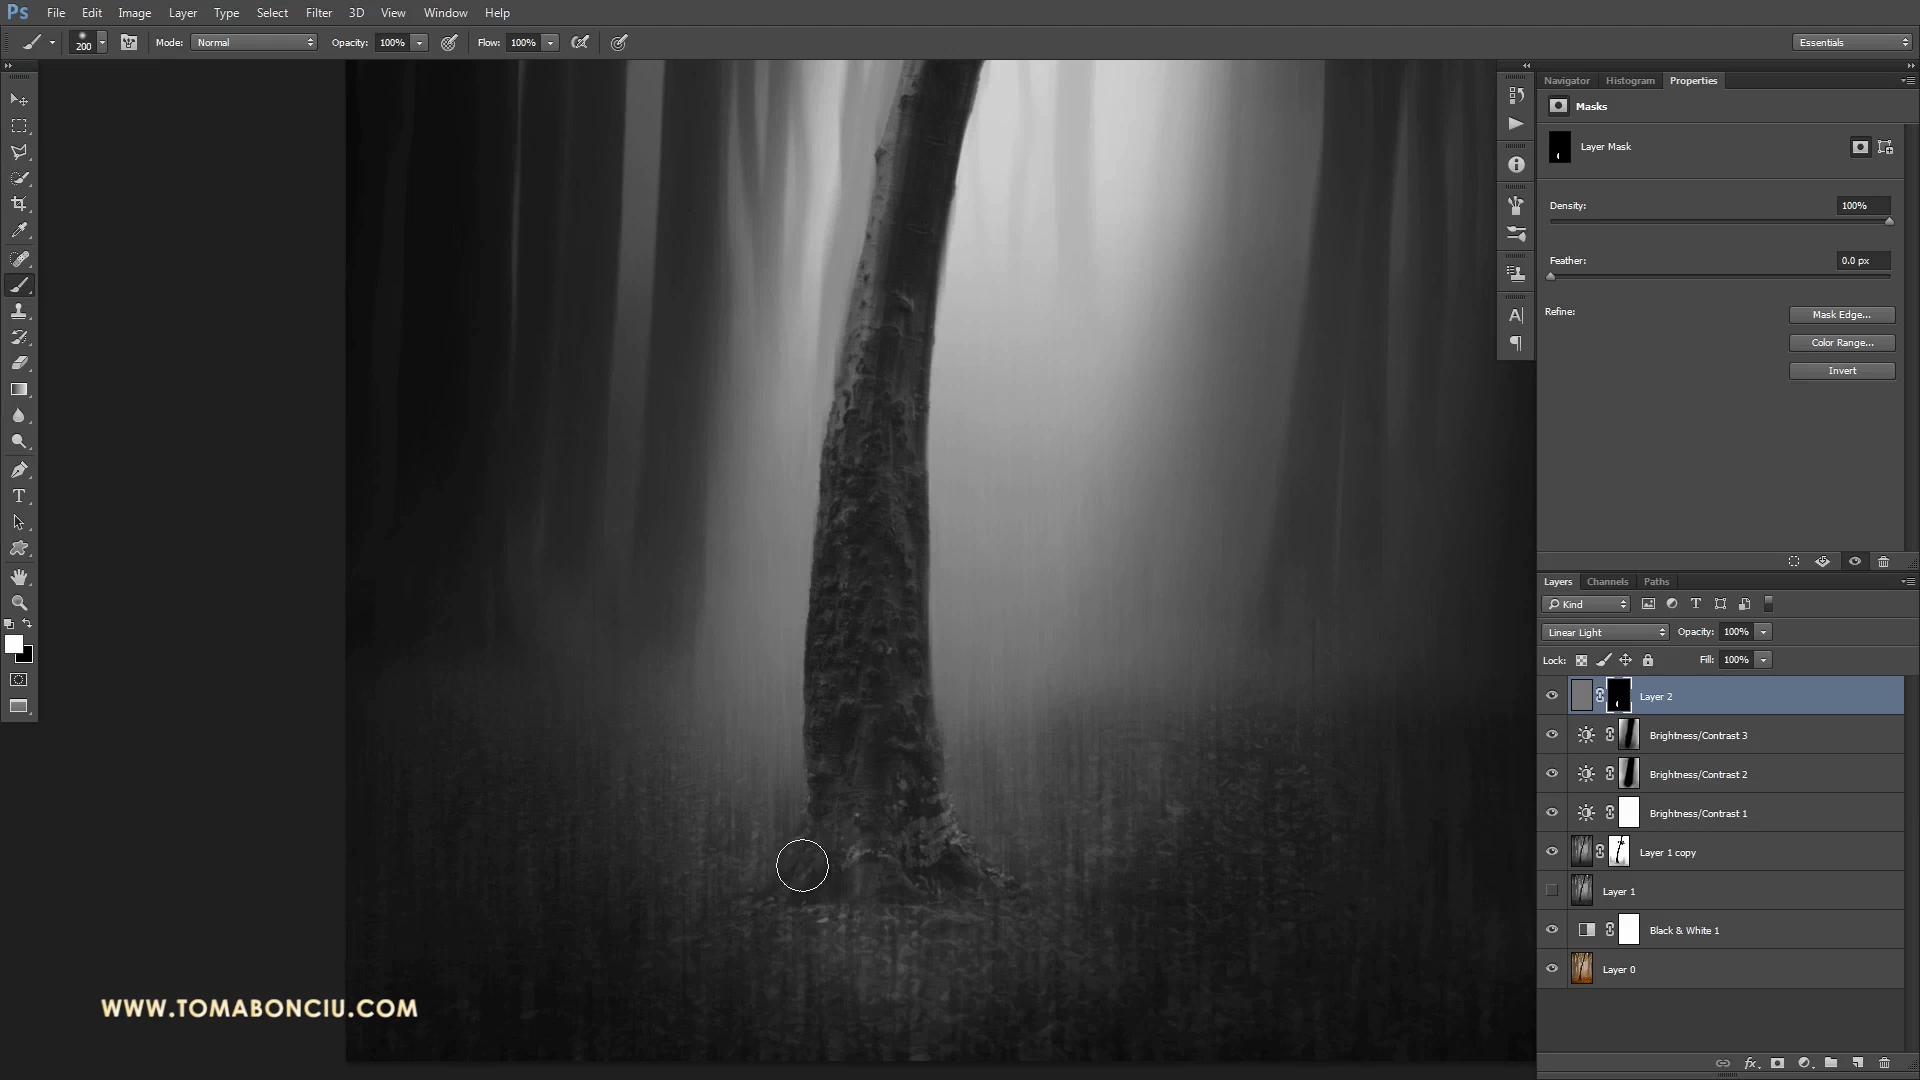 Ps File Edit Image Layer Type Select Filter 3D View Window Help
200 Mode: Normal Opacity: 100% Flow: 100% Essentials
Navigator Histogram Properties
Masks
Layer Mask
Density: 100%
Feather: 0.0 px
Refine: Mask Edge...
Color Range...
Invert
Layers Channels Paths
Kind
Linear Light Opacity: 100%
Lock: Fill: 100%
Layer 2
Brightness/Contrast 3
Brightness/Contrast 2
Brightness/Contrast 1
Layer 1 copy
Layer 1
Black & White 1
Layer 0
WWW.TOMABONCIU.COM